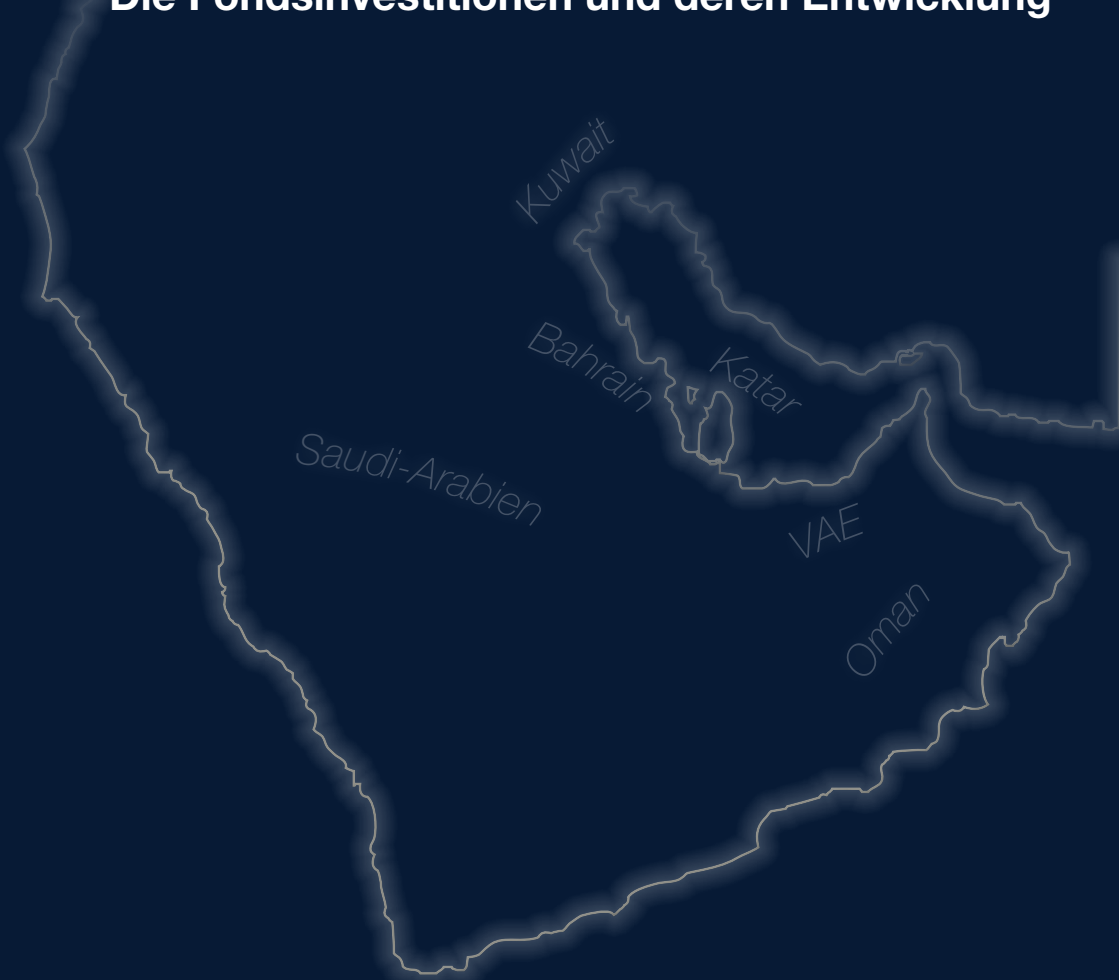 Die Fondsinvestitionen und deren Entwicklung
Kuwait
Bahrain
Katar
Saudi-Arabien
VAE
Oman